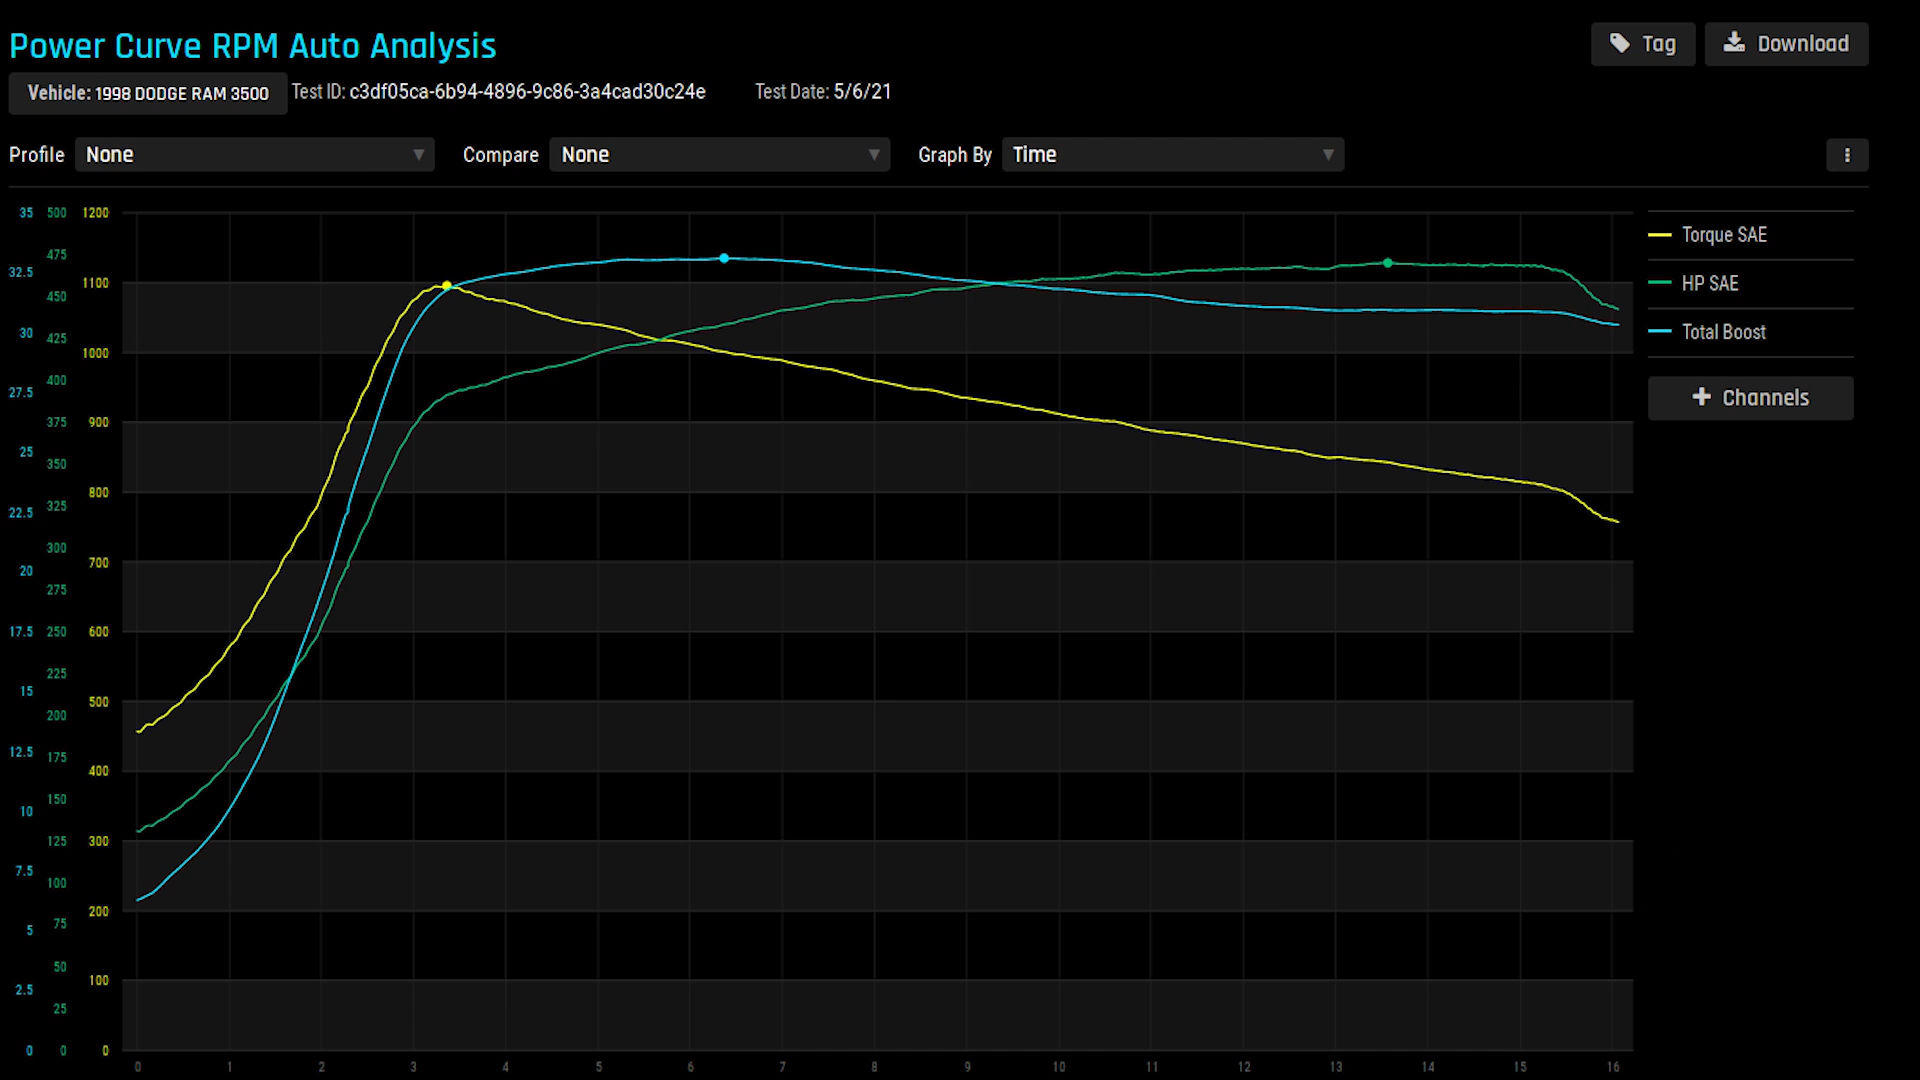 Power Curve RPM Auto Analysis
Tag
Download
Vehicle: 1998 DODGE RAM 3500
Test ID: c3df05ca-6b94-4896-9c86-3a4cad30c24e
Test Date: 5/6/21
Profile None
Compare None
Graph By Time
35 500 1200
475
32.5
1100
450
30 425
1000
400
27.5
375 900
25 350
800
22.5 325
300
700
20
275
17.5 250 600
225
15
200 500
12.5 175
400
150
10
125 300
7.5
100
200
75
5
50
100
2.5
25
0 0 0
0 1 2 3 4 5 6 7 8 9 10 11 12 13 14 15 16
Torque SAE
HP SAE
Total Boost
Channels